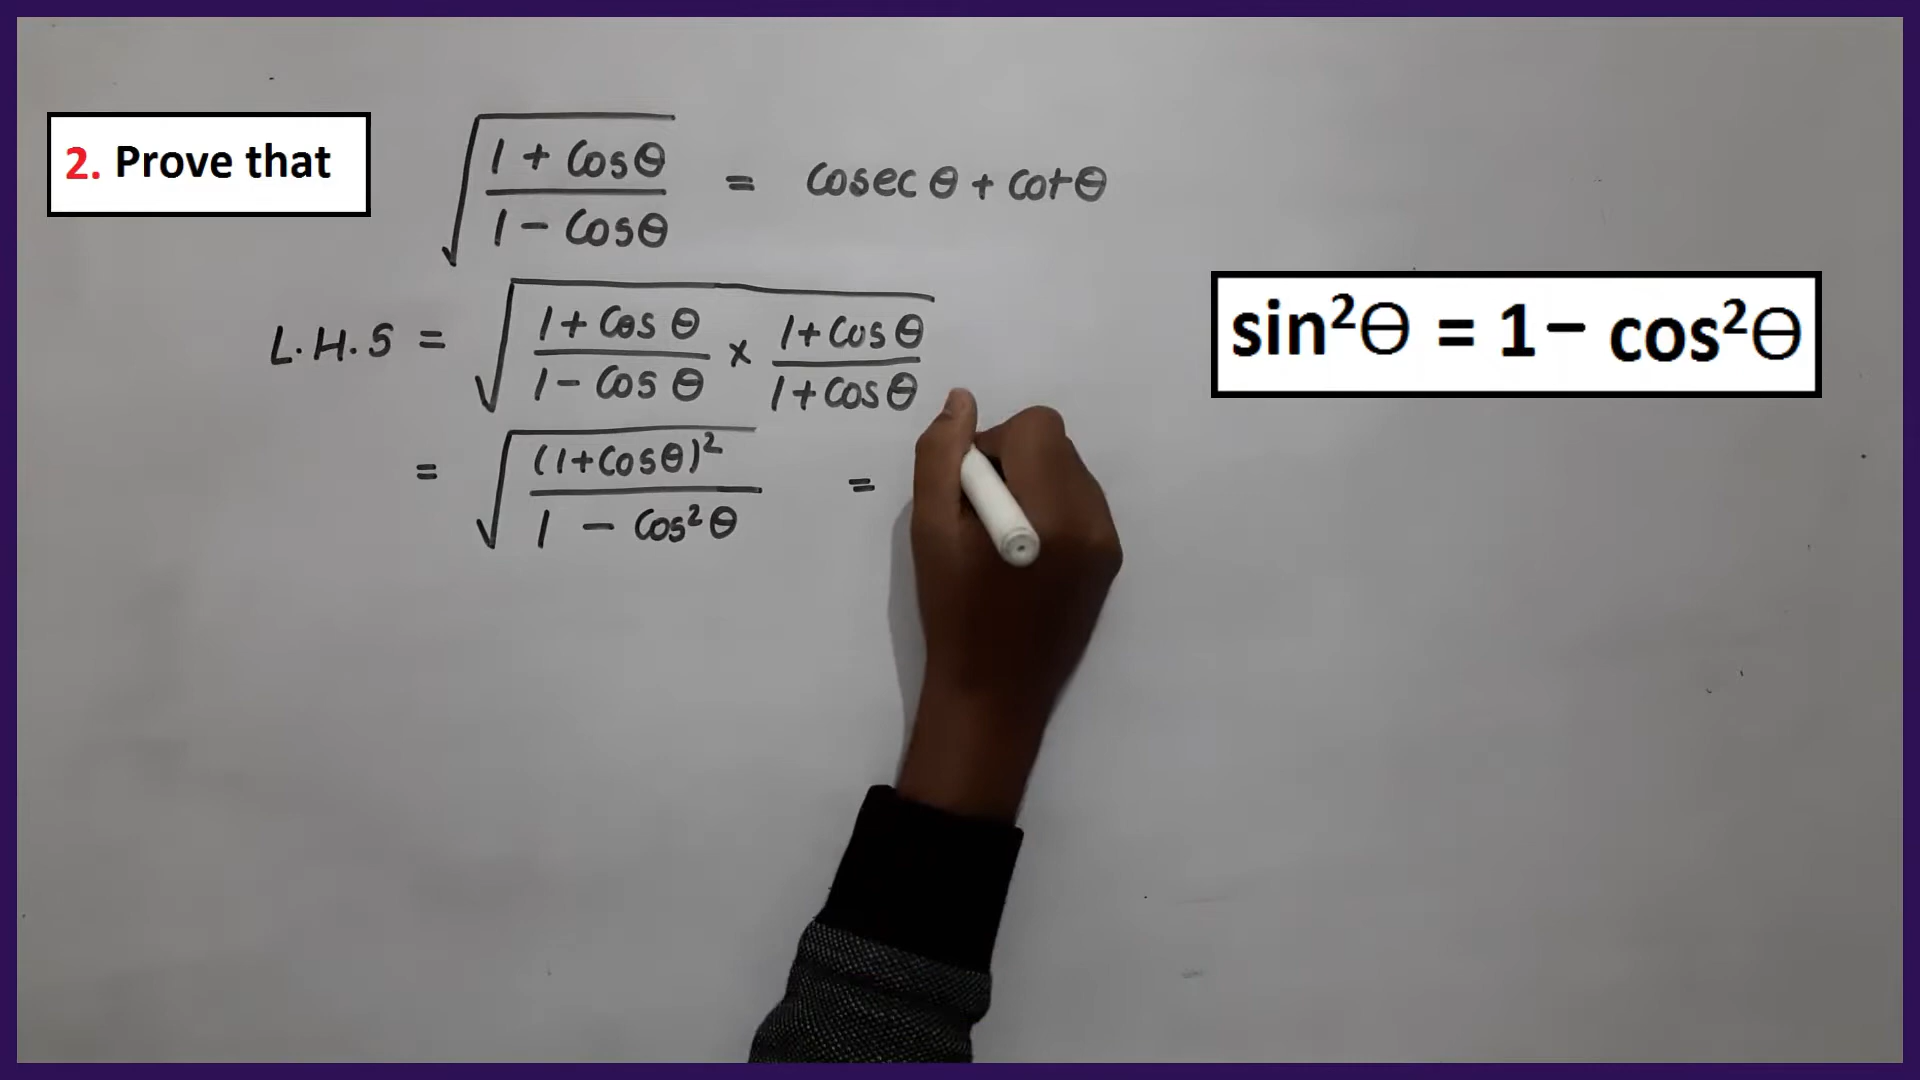 2. Prove that
√((1 + Cosθ)/(1 - Cosθ)) = Cosec θ + Cot θ
L.H.S = √((1 + Cos θ)/(1 - Cos θ) × (1 + Cos θ)/(1 + Cos θ))
sin²θ = 1 − cos²θ
= √((1+Cosθ)²/(1 - Cos²θ)) =